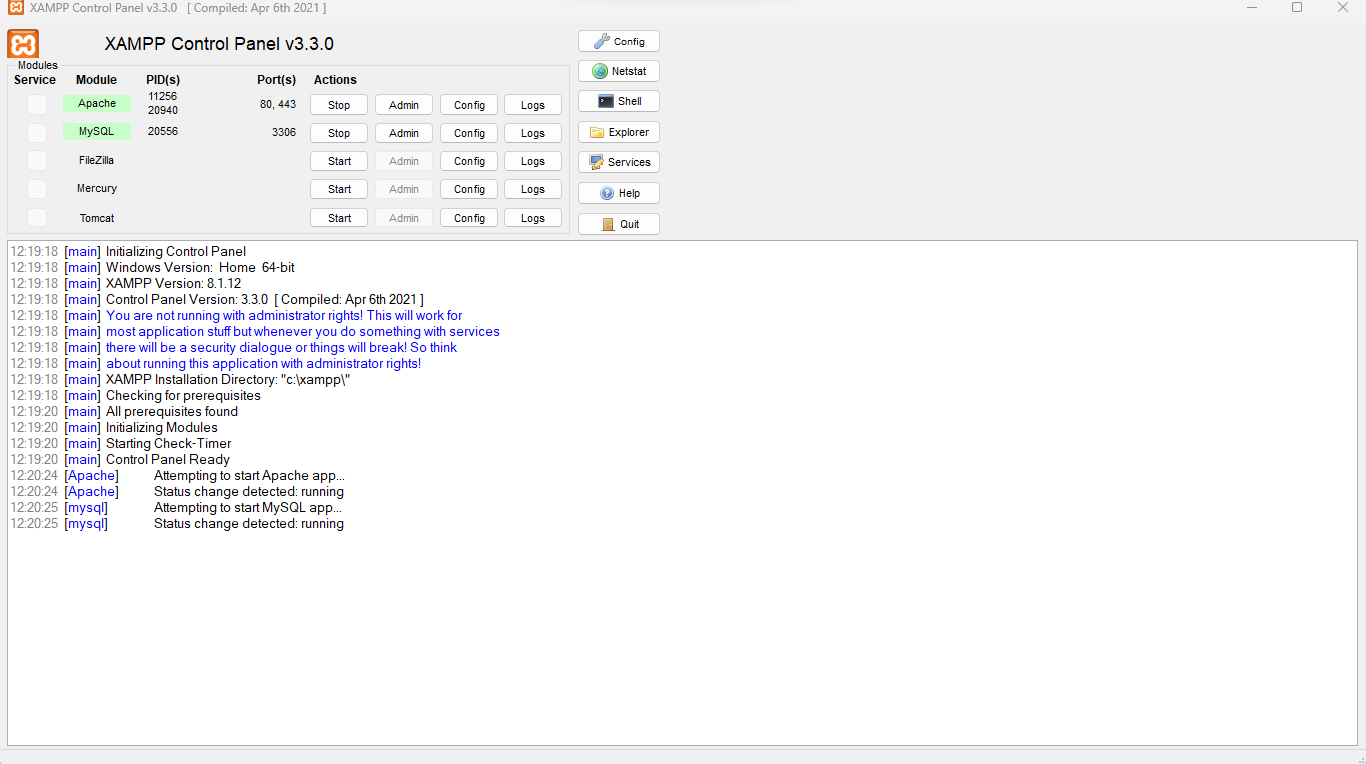 XAMPP Control Panel v3.3.0 [ Compiled: Apr 6th 2021 ]
XAMPP Control Panel v3.3.0
Modules
Service Module PID(s) Port(s) Actions
Apache 11256 20940 80, 443 Stop Admin Config Logs
MySQL 20556 3306 Stop Admin Config Logs
FileZilla Start Admin Config Logs
Mercury Start Admin Config Logs
Tomcat Start Admin Config Logs
Config
Netstat
Shell
Explorer
Services
Help
Quit
12:19:18 [main] Initializing Control Panel
12:19:18 [main] Windows Version: Home 64-bit
12:19:18 [main] XAMPP Version: 8.1.12
12:19:18 [main] Control Panel Version: 3.3.0 [ Compiled: Apr 6th 2021 ]
12:19:18 [main] You are not running with administrator rights! This will work for
12:19:18 [main] most application stuff but whenever you do something with services
12:19:18 [main] there will be a security dialogue or things will break! So think
12:19:18 [main] about running this application with administrator rights!
12:19:18 [main] XAMPP Installation Directory: "c:\xampp\"
12:19:18 [main] Checking for prerequisites
12:19:20 [main] All prerequisites found
12:19:20 [main] Initializing Modules
12:19:20 [main] Starting Check-Timer
12:19:20 [main] Control Panel Ready
12:20:24 [Apache] Attempting to start Apache app...
12:20:24 [Apache] Status change detected: running
12:20:25 [mysql] Attempting to start MySQL app...
12:20:25 [mysql] Status change detected: running